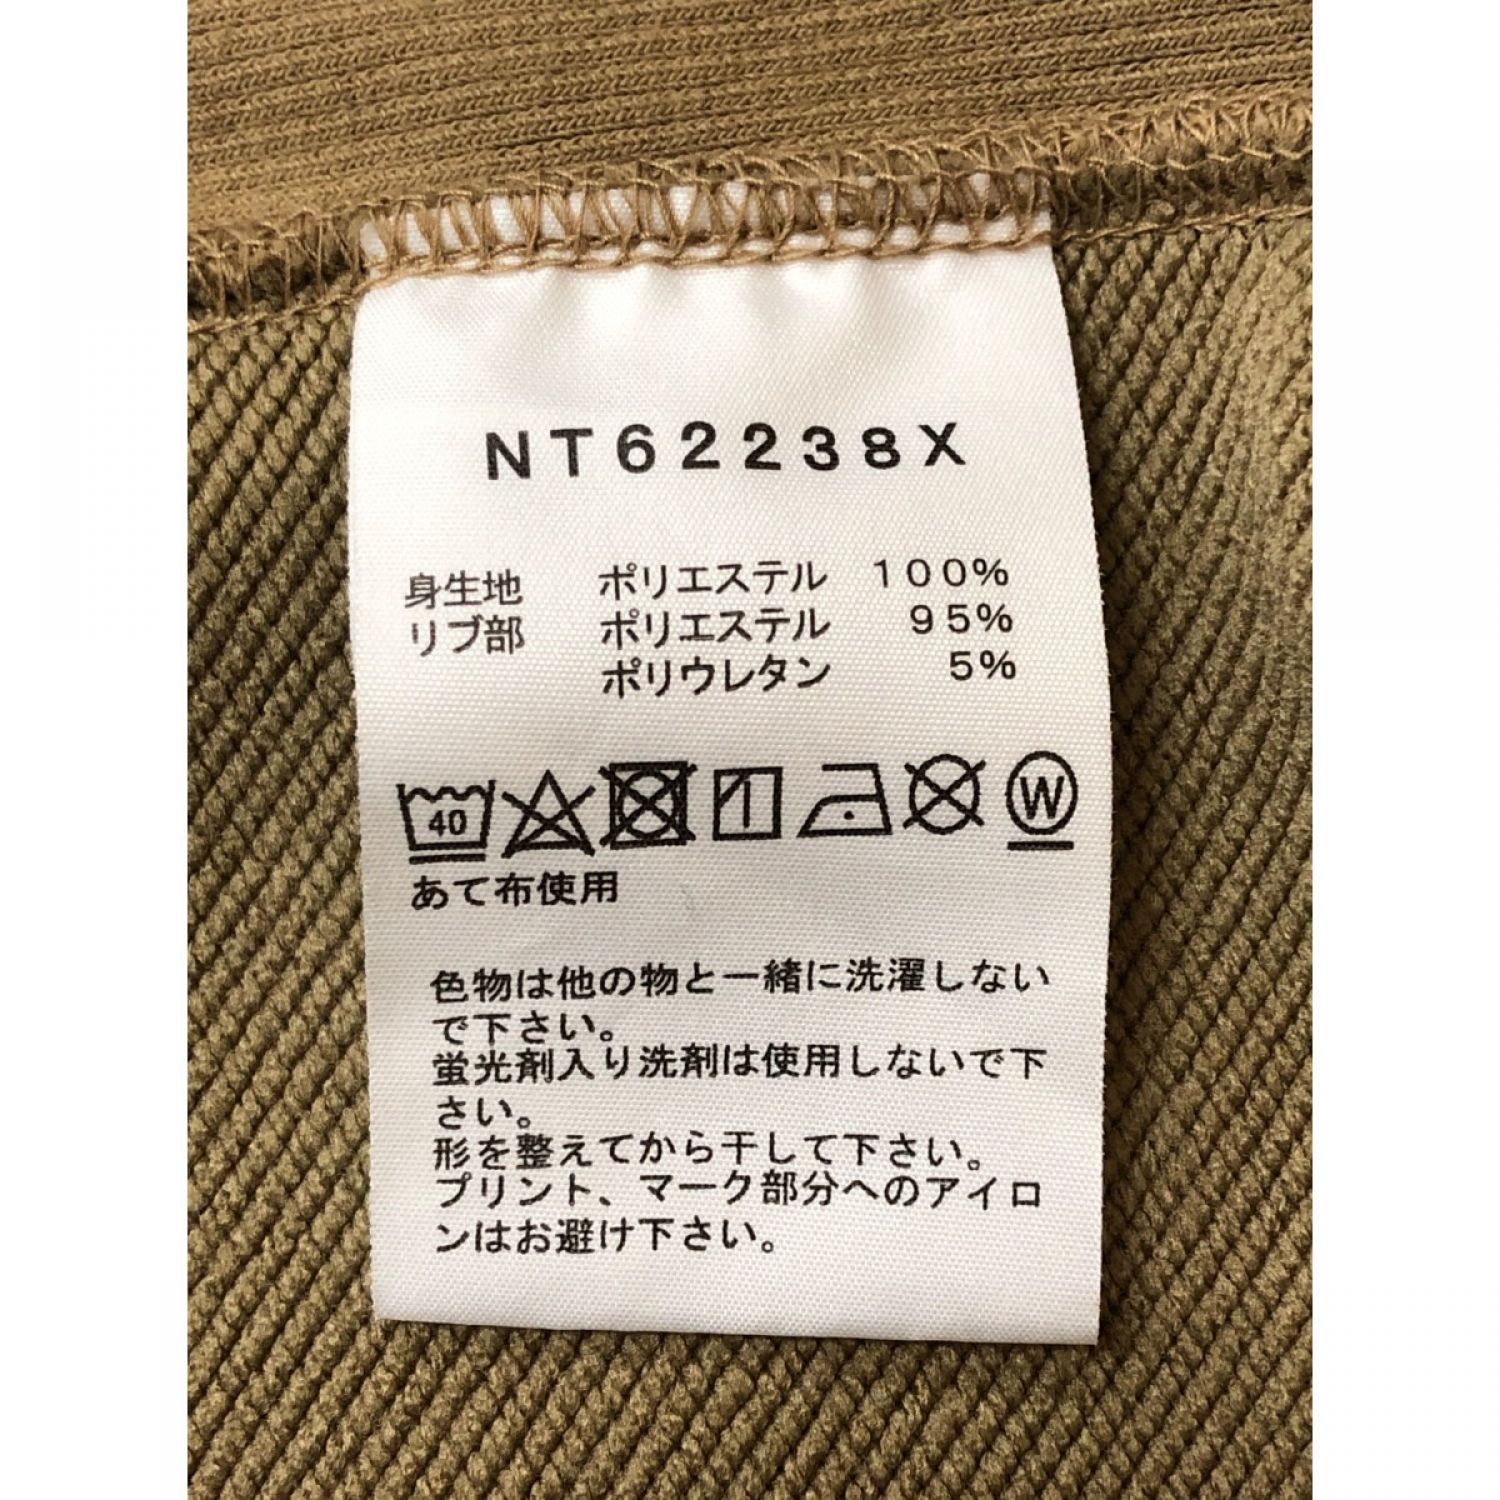 NT62238X
身生地 ポリエステル 100%
リブ部 ポリエステル 95%
ポリウレタン 5%
40 W
あて布使用
色物は他の物と一緒に洗濯しない
で下さい。
蛍光剤入り洗剤は使用しないで下
さい。
形を整えてから干して下さい。
プリント、マーク部分へのアイロ
ンはお避け下さい。